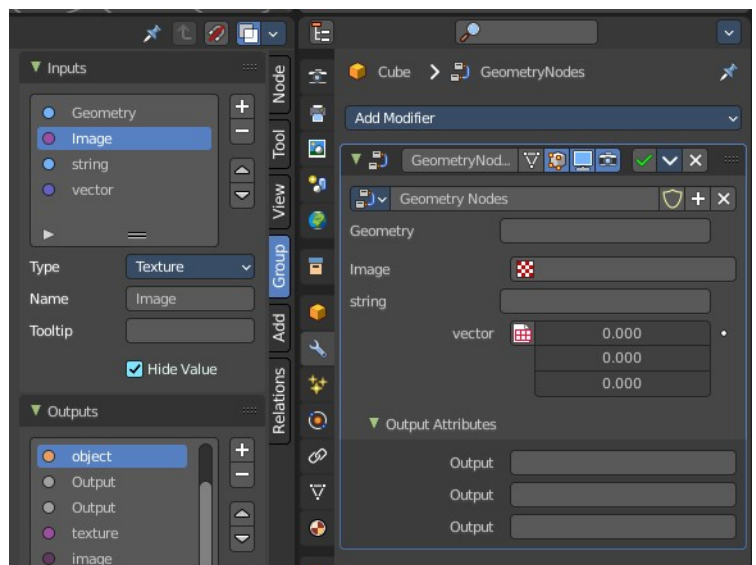 Inputs
Geometry
Image
string
vector
Type Texture
Name Image
Tooltip
Hide Value
Outputs
object
Output
Output
texture
image
Node
Tool
View
Group
Add
Relations
Cube GeometryNodes
Add Modifier
GeometryNod...
Geometry Nodes
Geometry
Image
string
vector 0.000
0.000
0.000
Output Attributes
Output
Output
Output